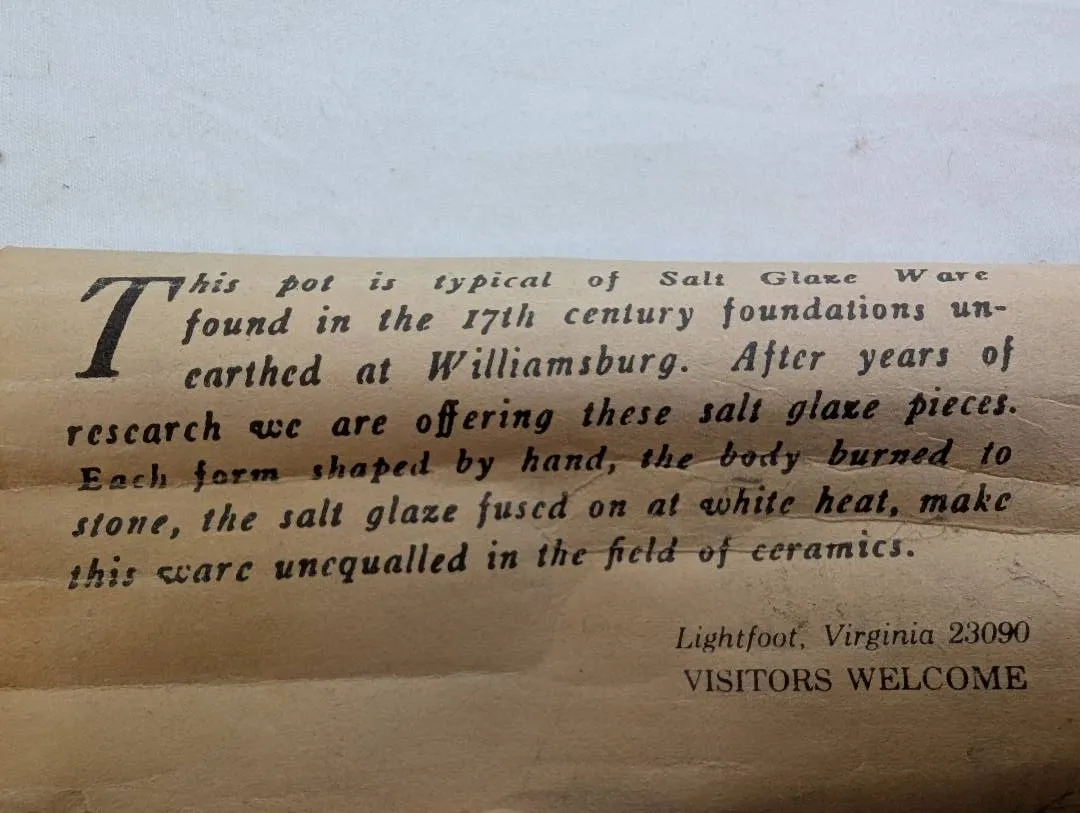 This pot is typical of Salt Glaze Ware
found in the 17th century foundations un-
earthed at Williamsburg. After years of
research we are offering these salt glaze pieces.
Each form shaped by hand, the body burned to
stone, the salt glaze fused on at white heat, make
this ware unequalled in the field of ceramics.
Lightfoot, Virginia 23090
VISITORS WELCOME